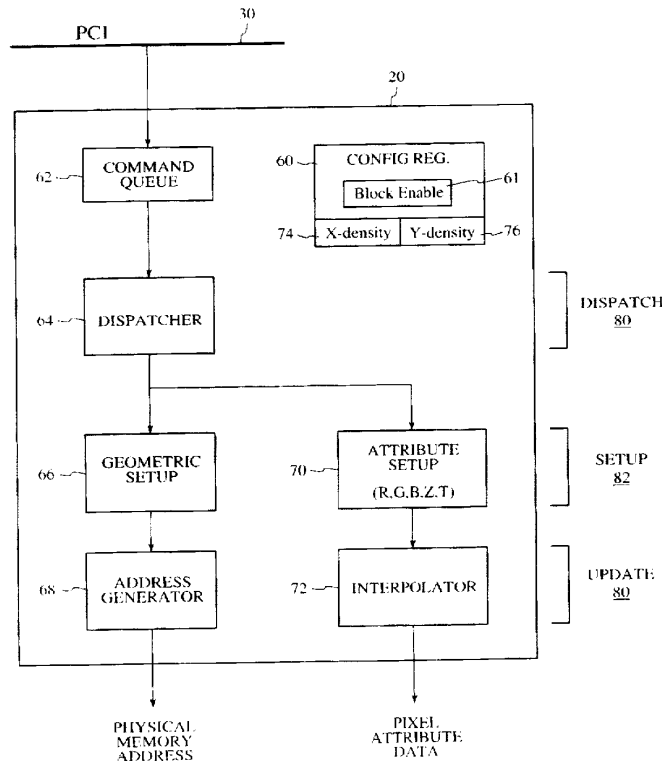 PCI
30
20
62
COMMAND
QUEUE
60
CONFIG REG.
Block Enable
61
74
X-density
Y-density
76
64
DISPATCHER
DISPATCH
80
66
GEOMETRIC
SETUP
70
ATTRIBUTE
SETUP
(R,G,B,Z,T)
SETUP
82
68
ADDRESS
GENERATOR
72
INTERPOLATOR
UPDATE
80
PHYSICAL
MEMORY
ADDRESS
PIXEL
ATTRIBUTE
DATA